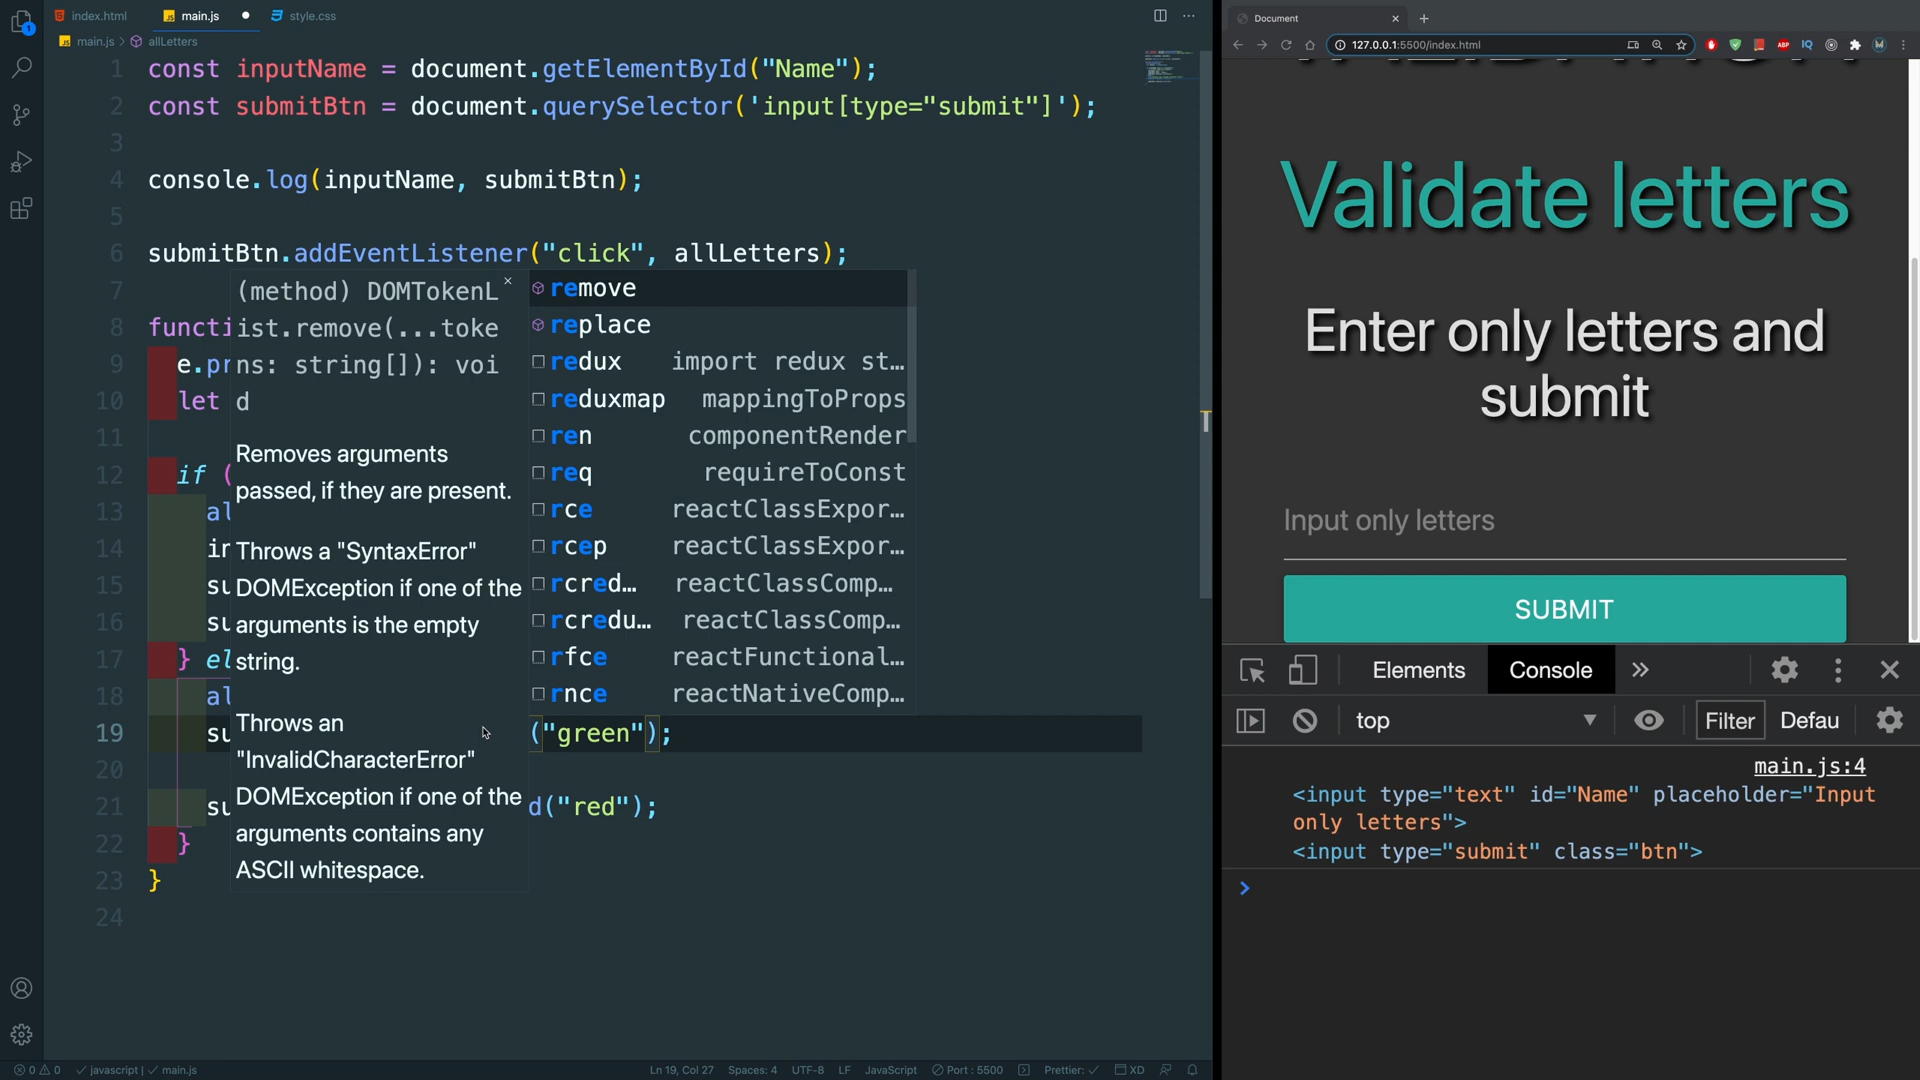 index.html
main.js
style.css
main.js > allLetters
1 const inputName = document.getElementById("Name");
2 const submitBtn = document.querySelector('input[type="submit"]');
3
4 console.log(inputName, submitBtn);
5
6 submitBtn.addEventListener("click", allLetters);
7
8 functi
9 e.pr
10 let
11
12 if (
13 al
14 in
15 su
16 su
17 } el
18 al
19 su ("green");
20
21 su d("red");
22 }
23 }
24
(method) DOMTokenL
ist.remove(...toke
ns: string[]): voi
d
Removes arguments
passed, if they are present.
Throws a "SyntaxError"
DOMException if one of the
arguments is the empty
string.
Throws an
"InvalidCharacterError"
DOMException if one of the
arguments contains any
ASCII whitespace.
remove
replace
redux import redux st…
reduxmap mappingToProps
ren componentRender
req requireToConst
rce reactClassExpor…
rcep reactClassExpor…
rcred… reactClassComp…
rcredu… reactClassComp…
rfce reactFunctional…
rnce reactNativeComp…
0 0 javascript | main.js
Ln 19, Col 27 Spaces: 4 UTF-8 LF JavaScript Port : 5500 Prettier: XD
Document
127.0.0.1:5500/index.html
ABP
IQ
Validate letters
Enter only letters and
submit
Input only letters
SUBMIT
Elements Console
top Filter Defau
main.js:4
<input type="text" id="Name" placeholder="Input
only letters">
<input type="submit" class="btn">